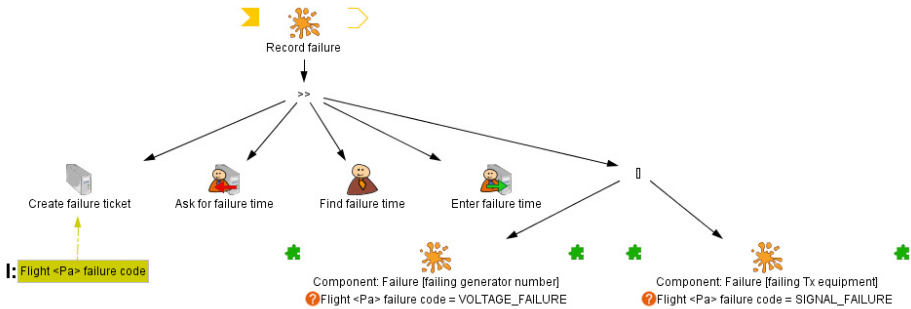 Record failure
>>
Create failure ticket
Ask for failure time
Find failure time
Enter failure time
[]
I: Flight <Pa> failure code
Component: Failure [failing generator number]
?Flight <Pa> failure code = VOLTAGE_FAILURE
Component: Failure [failing Tx equipment]
?Flight <Pa> failure code = SIGNAL_FAILURE